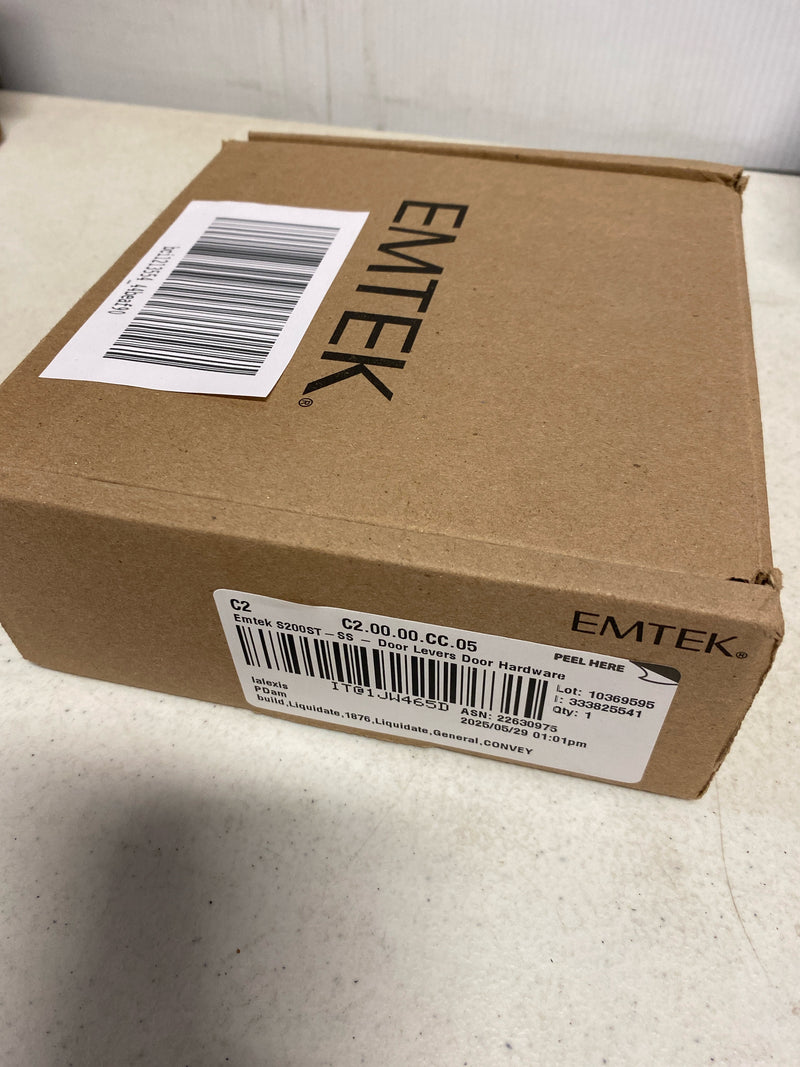 EMTEK®
bc11213554_44bea590
EMTEK®
C2
C2.00.00.CC.05
Emtek S200ST-SS - Door Levers Door Hardware
PEEL HERE
IT@1JW465D
Lot: 10369595
I: 333825541
Qty: 1
lalexis
PDam
ASN: 22630975
2025/05/29 01:01pm
build,Liquidate,1876,Liquidate,General,CONVEY